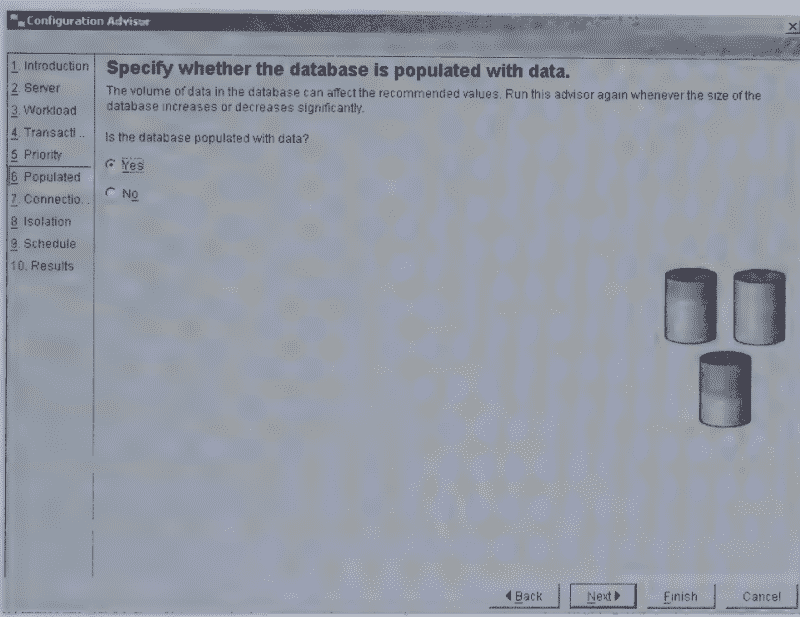 Configuration Advisor
1. Introduction
2. Server
3. Workload
4. Transacti...
5. Priority
6. Populated
7. Connectio...
8. Isolation
9. Schedule
10. Results
Specify whether the database is populated with data.
The volume of data in the database can affect the recommended values. Run this advisor again whenever the size of the
database increases or decreases significantly.
Is the database populated with data?
Yes
No
Back
Next
Finish
Cancel